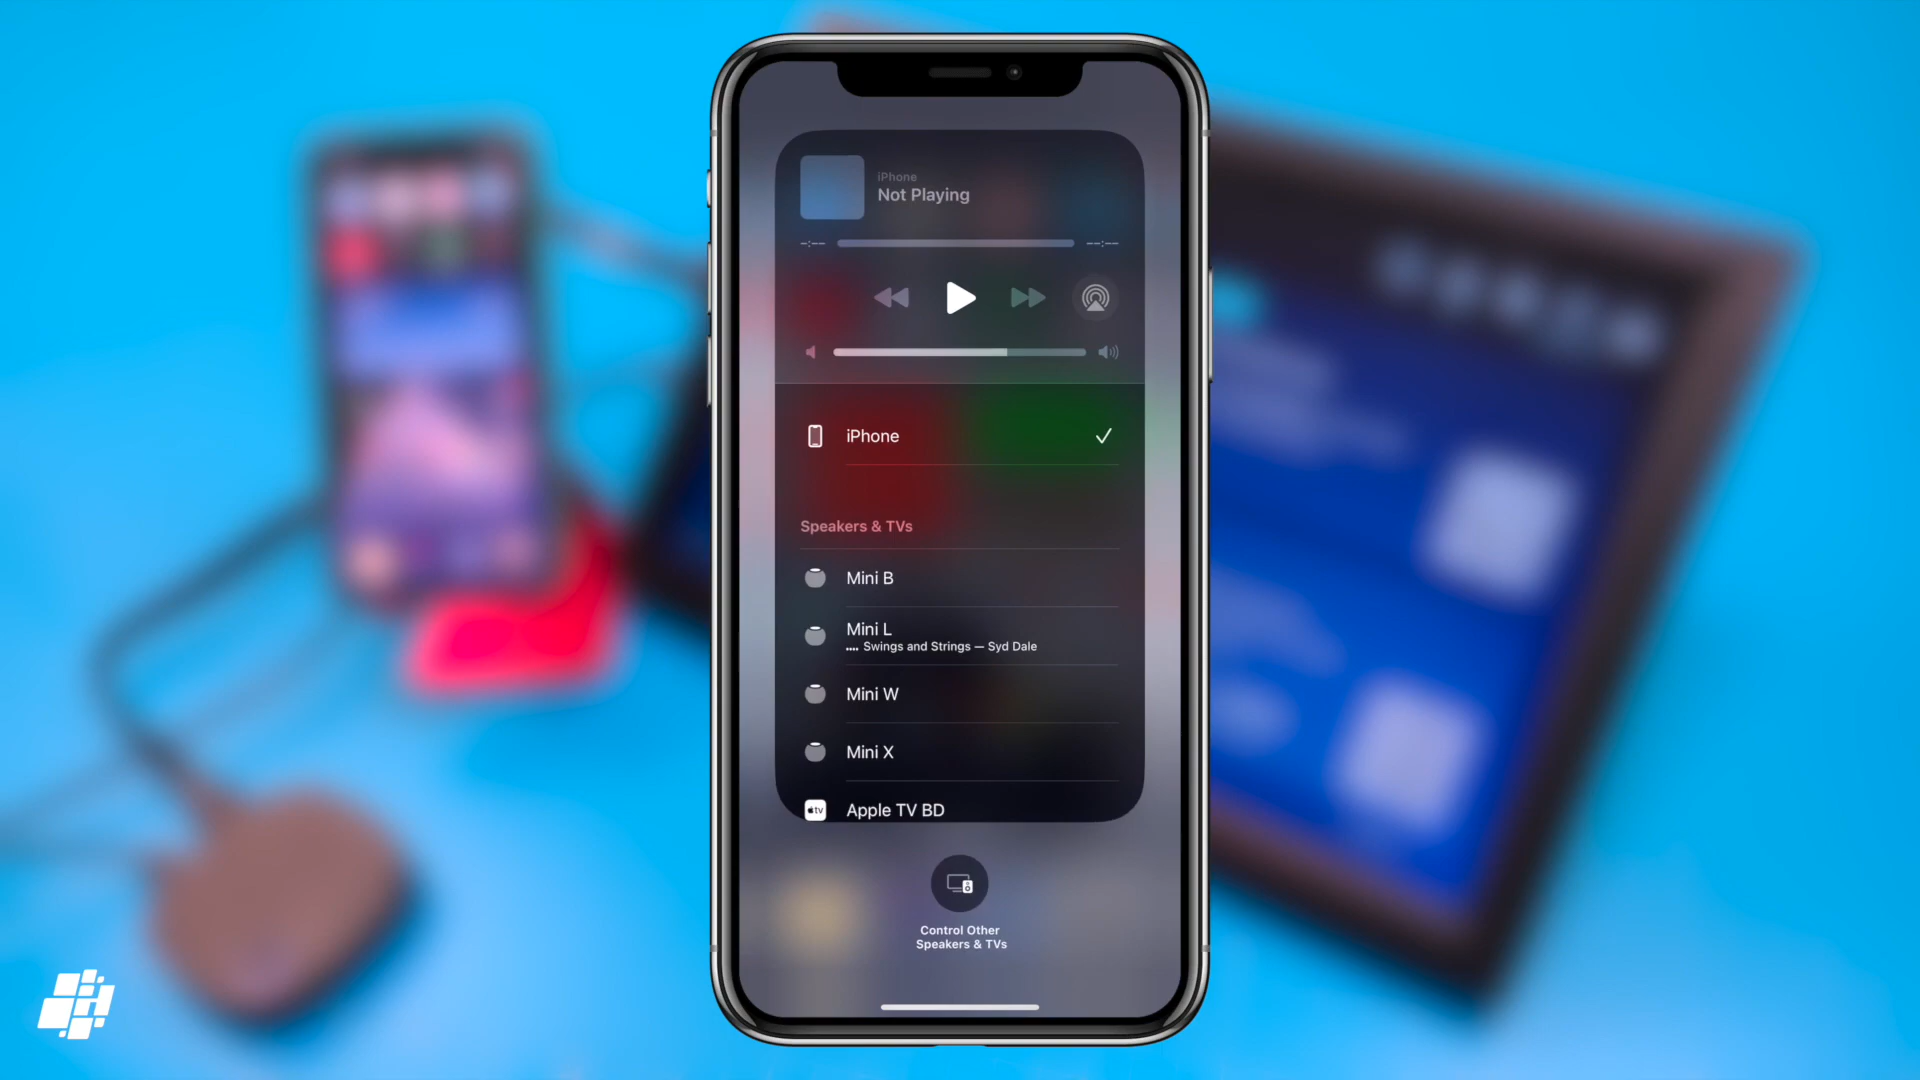 iPhone
Not Playing
-:-- --:--
iPhone
Speakers & TVs
Mini B
Mini L
Swings and Strings — Syd Dale
Mini W
Mini X
tv Apple TV BD
Control Other
Speakers & TVs